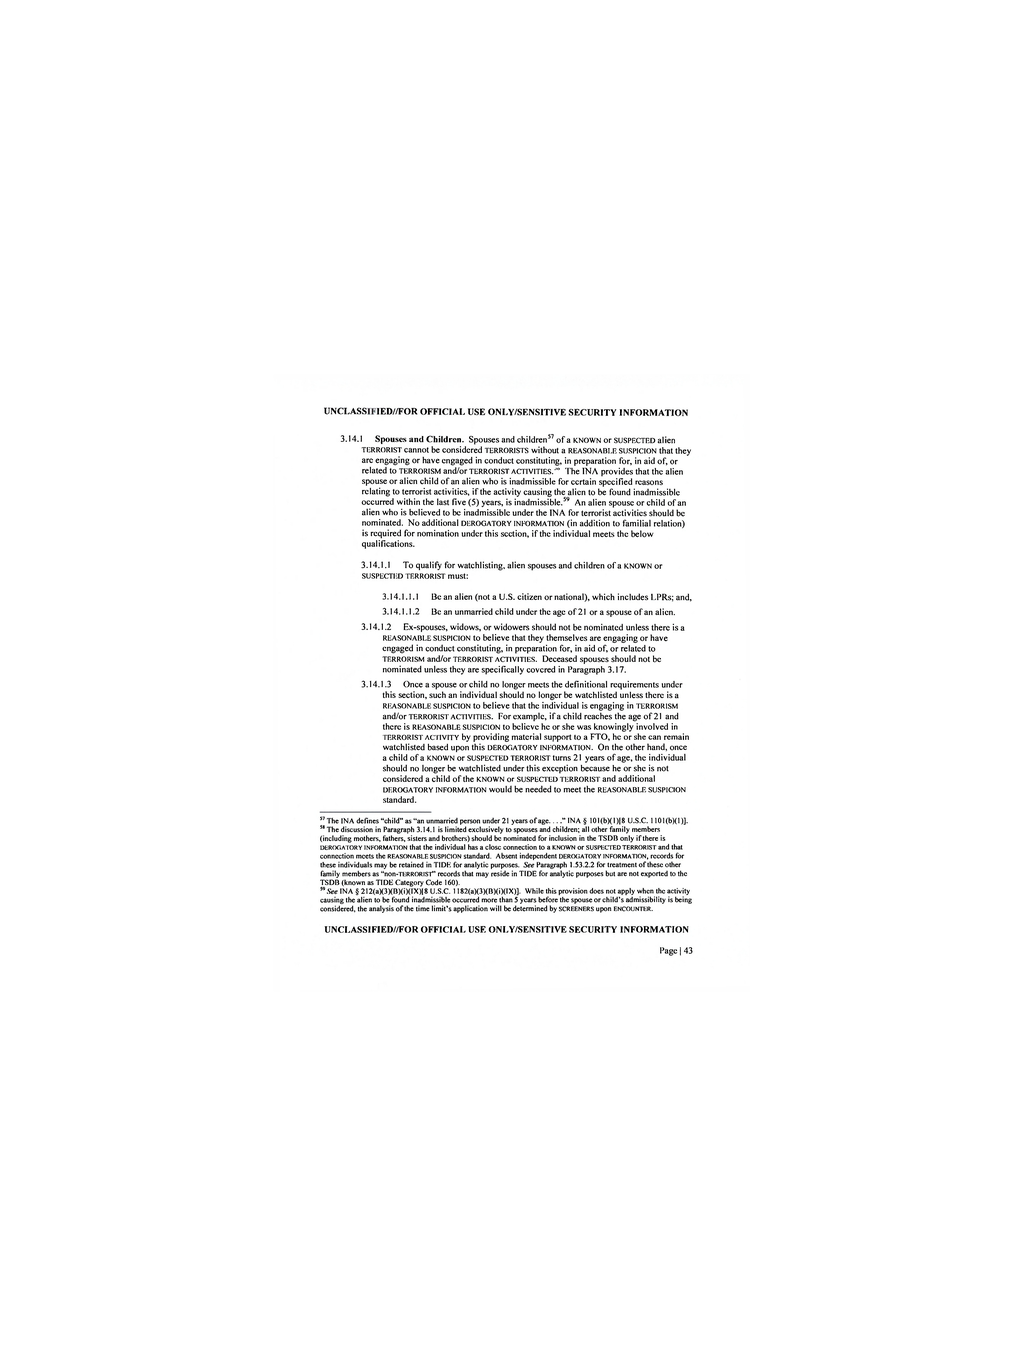 UNCLASSIFIED//FOR OFFICIAL USE ONLY/SENSITIVE SECURITY INFORMATION
3.14.1 Spouses and Children. Spouses and children57 of a KNOWN or SUSPECTED alien
TERRORIST cannot be considered TERRORISTS without a REASONABLE SUSPICION that they
are engaging or have engaged in conduct constituting, in preparation for, in aid of, or
related to TERRORISM and/or TERRORIST ACTIVITIES.58 The INA provides that the alien
spouse or alien child of an alien who is inadmissible for certain specified reasons
relating to terrorist activities, if the activity causing the alien to be found inadmissible
occurred within the last five (5) years, is inadmissible.59 An alien spouse or child of an
alien who is believed to be inadmissible under the INA for terrorist activities should be
nominated. No additional DEROGATORY INFORMATION (in addition to familial relation)
is required for nomination under this section, if the individual meets the below
qualifications.
3.14.1.1 To qualify for watchlisting, alien spouses and children of a KNOWN or
SUSPECTED TERRORIST must:
3.14.1.1.1 Be an alien (not a U.S. citizen or national), which includes LPRs; and,
3.14.1.1.2 Be an unmarried child under the age of 21 or a spouse of an alien.
3.14.1.2 Ex-spouses, widows, or widowers should not be nominated unless there is a
REASONABLE SUSPICION to believe that they themselves are engaging or have
engaged in conduct constituting, in preparation for, in aid of, or related to
TERRORISM and/or TERRORIST ACTIVITIES. Deceased spouses should not be
nominated unless they are specifically covered in Paragraph 3.17.
3.14.1.3 Once a spouse or child no longer meets the definitional requirements under
this section, such an individual should no longer be watchlisted unless there is a
REASONABLE SUSPICION to believe that the individual is engaging in TERRORISM
and/or TERRORIST ACTIVITIES. For example, if a child reaches the age of 21 and
there is REASONABLE SUSPICION to believe he or she was knowingly involved in
TERRORIST ACTIVITY by providing material support to a FTO, he or she can remain
watchlisted based upon this DEROGATORY INFORMATION. On the other hand, once
a child of a KNOWN or SUSPECTED TERRORIST turns 21 years of age, the individual
should no longer be watchlisted under this exception because he or she is not
considered a child of the KNOWN or SUSPECTED TERRORIST and additional
DEROGATORY INFORMATION would be needed to meet the REASONABLE SUSPICION
standard.
57 The INA defines "child" as "an unmarried person under 21 years of age. . . ." INA § 101(b)(1)[8 U.S.C. 1101(b)(1)].
58 The discussion in Paragraph 3.14.1 is limited exclusively to spouses and children; all other family members
(including mothers, fathers, sisters and brothers) should be nominated for inclusion in the TSDB only if there is
DEROGATORY INFORMATION that the individual has a close connection to a KNOWN or SUSPECTED TERRORIST and that
connection meets the REASONABLE SUSPICION standard. Absent independent DEROGATORY INFORMATION, records for
these individuals may be retained in TIDE for analytic purposes. See Paragraph 1.53.2.2 for treatment of these other
family members as "non-TERRORIST" records that may reside in TIDE for analytic purposes but are not exported to the
TSDB (known as TIDE Category Code 160).
59 See INA § 212(a)(3)(B)(i)(IX)[8 U.S.C. 1182(a)(3)(B)(i)(IX)]. While this provision does not apply when the activity
causing the alien to be found inadmissible occurred more than 5 years before the spouse or child's admissibility is being
considered, the analysis of the time limit's application will be determined by SCREENERS upon ENCOUNTER.
UNCLASSIFIED//FOR OFFICIAL USE ONLY/SENSITIVE SECURITY INFORMATION
Page | 43